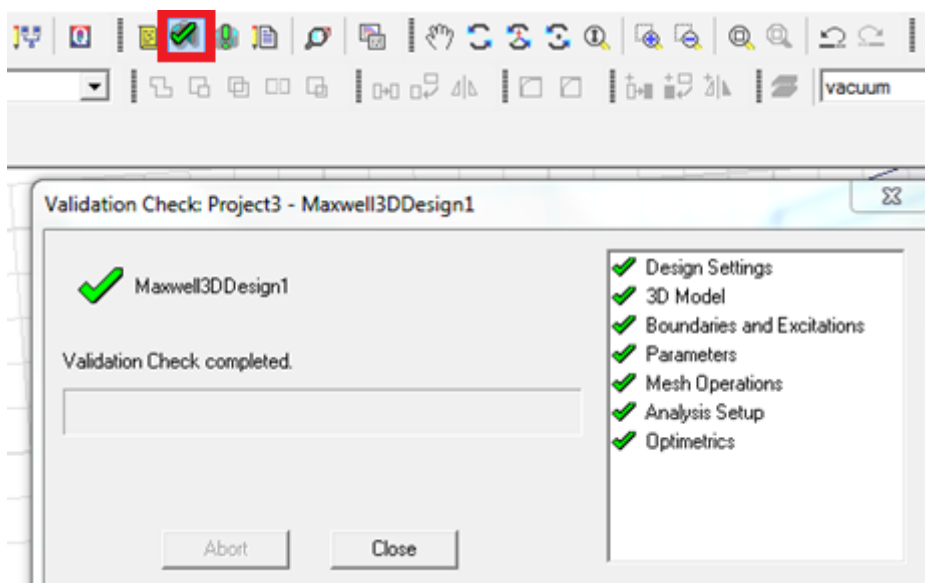 vacuum
Validation Check: Project3 - Maxwell3DDesign1
Maxwell3DDesign1
Validation Check completed.
Design Settings
3D Model
Boundaries and Excitations
Parameters
Mesh Operations
Analysis Setup
Optimetrics
Abort
Close